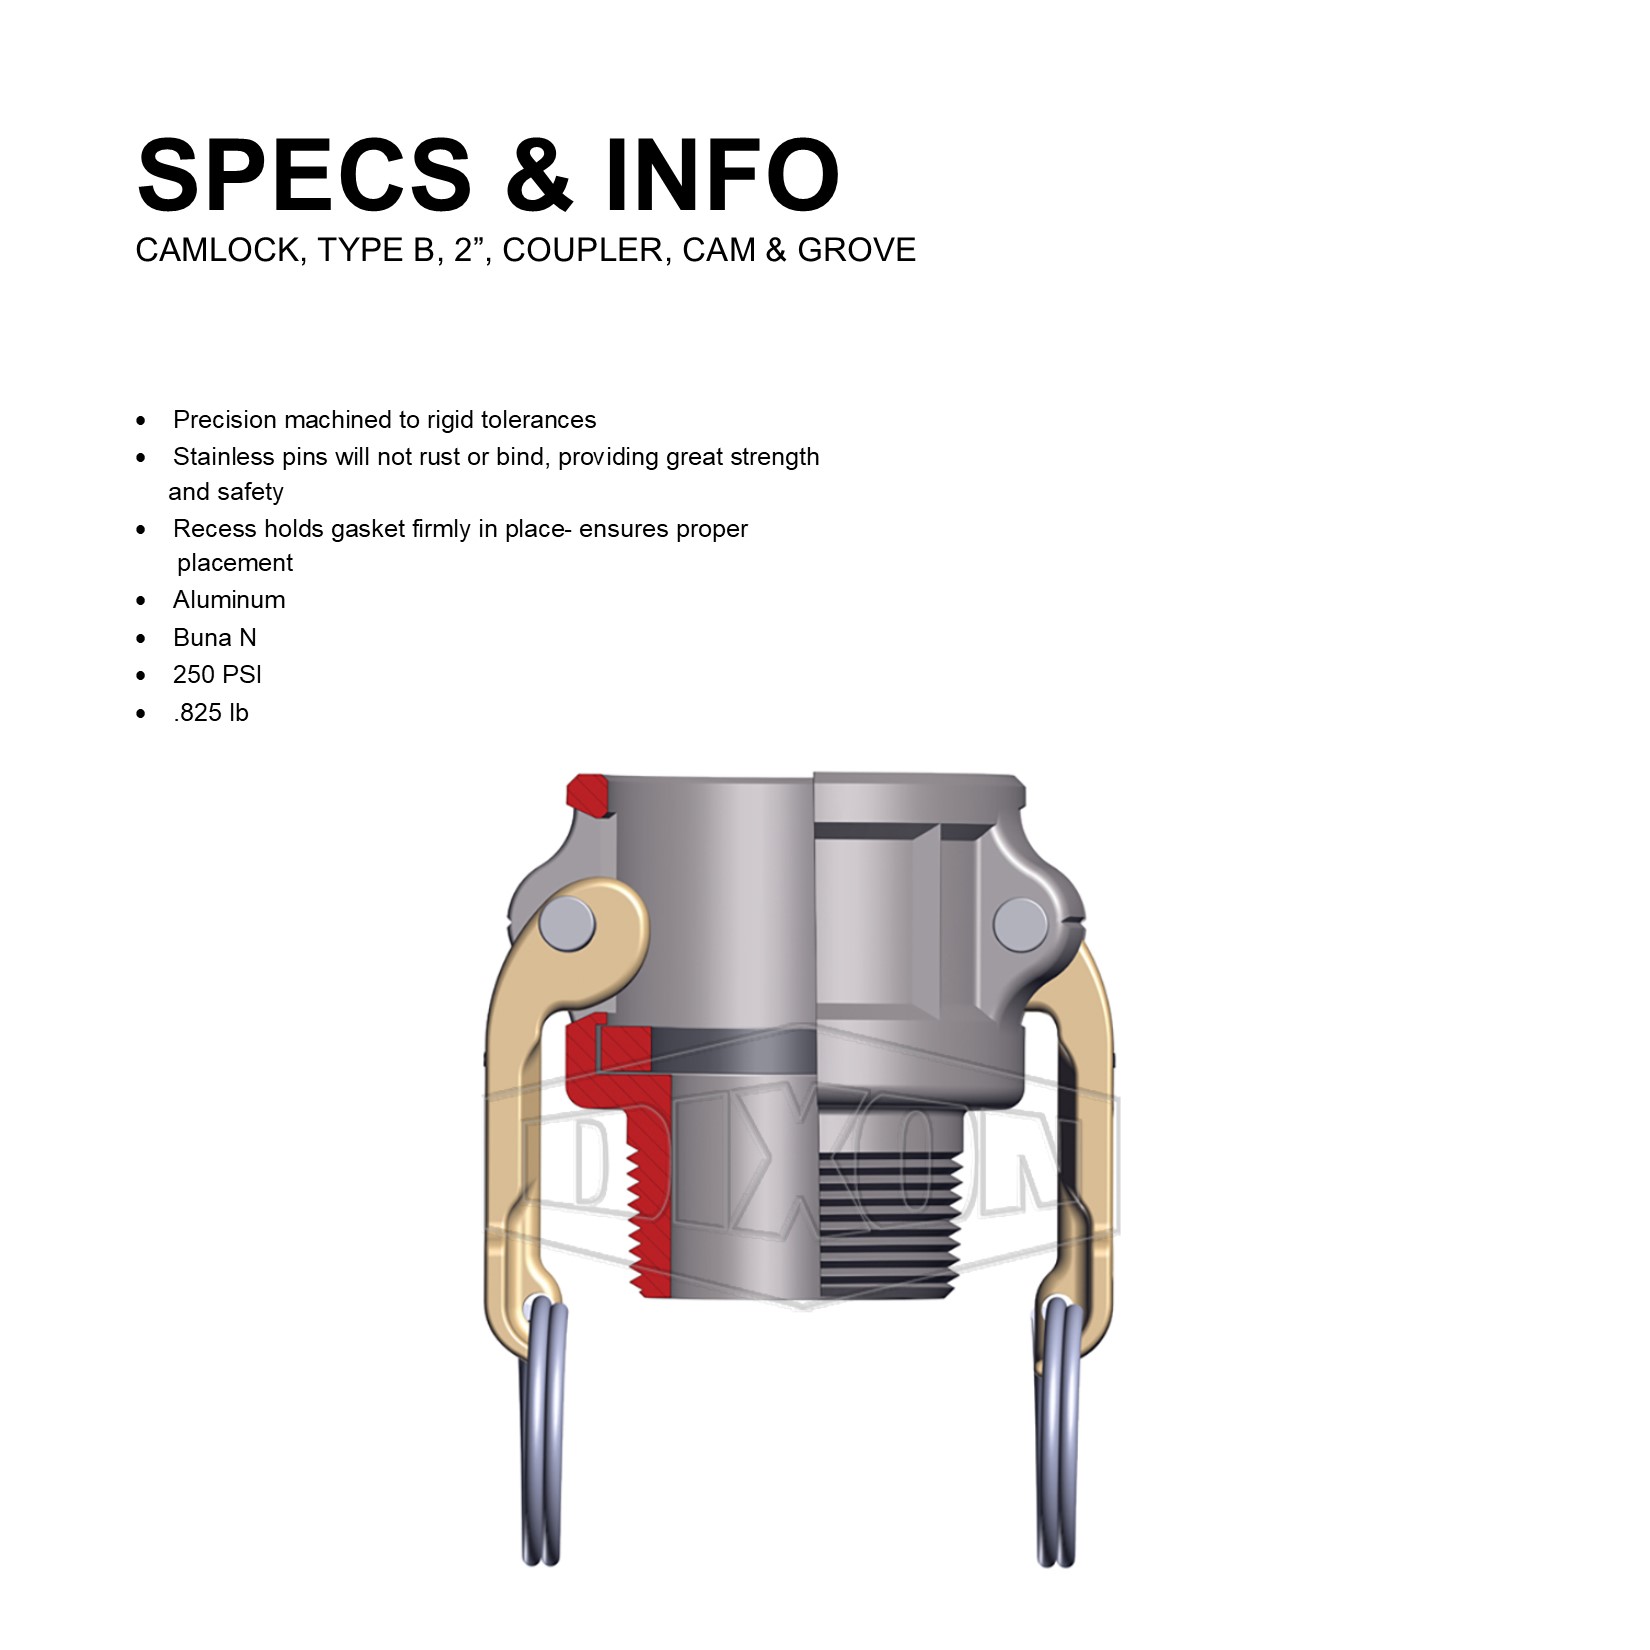 SPECS & INFO
CAMLOCK, TYPE B, 2”, COUPLER, CAM & GROVE
• Precision machined to rigid tolerances
• Stainless pins will not rust or bind, providing great strength
and safety
• Recess holds gasket firmly in place- ensures proper
placement
• Aluminum
• Buna N
• 250 PSI
• .825 lb
DIXON